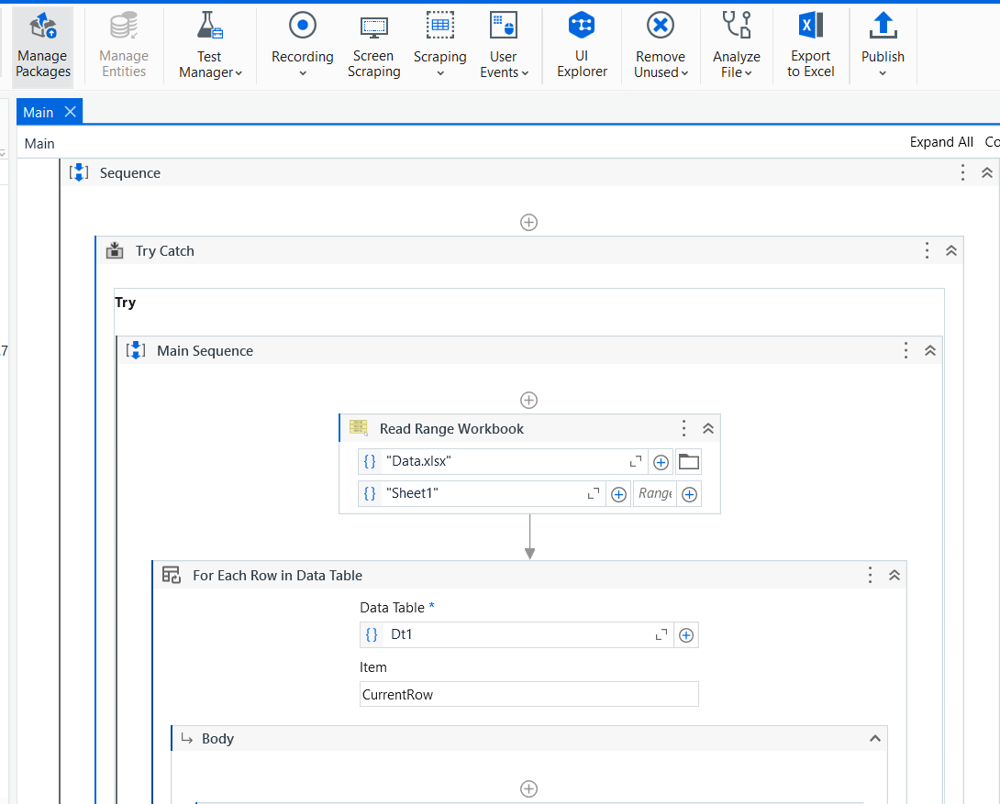 Manage Packages
Manage Entities
Test Manager
Recording
Screen Scraping
Scraping
User Events
UI Explorer
Remove Unused
Analyze File
Export to Excel
Publish
Main
Main
Expand All Co
Sequence
Try Catch
Try
7
Main Sequence
Read Range Workbook
{} "Data.xlsx"
{} "Sheet1" Range
For Each Row in Data Table
Data Table *
{} Dt1
Item
CurrentRow
Body